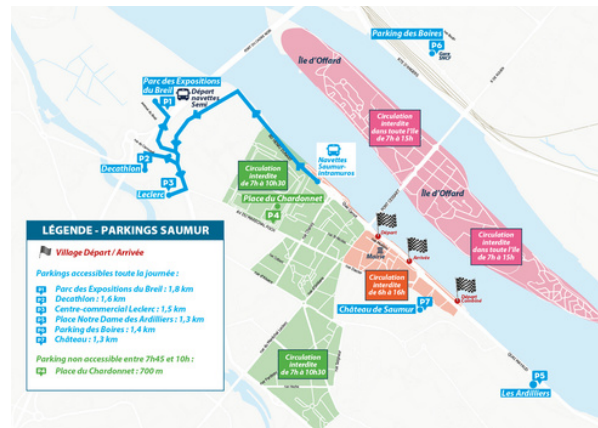 Parking des Boires
P6
Gare
SNCF
Île d'Offard
Parc des Expositions
du Breil
P1
Départ
navettes
Semi
Circulation
interdite
dans toute l'île
de 7h à 15h
P2
Decathlon
P3
Leclerc
Navettes
Saumur-
intramuros
Circulation
interdite
de 7h à 10h30
Place du Chardonnet
P4
Île d'Offard
PONT CESSART
Départ
Mairie
Arrivée
Circulation
interdite
dans toute l'île
de 7h à 15h
Circulation
interdite
de 6h à 16h
P7
Château de Saumur
Départ
Circulation
interdite
de 7h à 10h30
P5
Les Ardilliers
LÉGENDE - PARKINGS SAUMUR
Village Départ / Arrivée
Parkings accessibles toute la journée :
P1 Parc des Expositions du Breil : 1,8 km
P2 Decathlon : 1,6 km
P3 Centre-commercial Leclerc : 1,5 km
P5 Place Notre Dame des Ardilliers : 1,3 km
P6 Parking des Boires : 1,4 km
P7 Château : 1,3 km
Parking non accessible entre 7h45 et 10h :
P4 Place du Chardonnet : 700 m